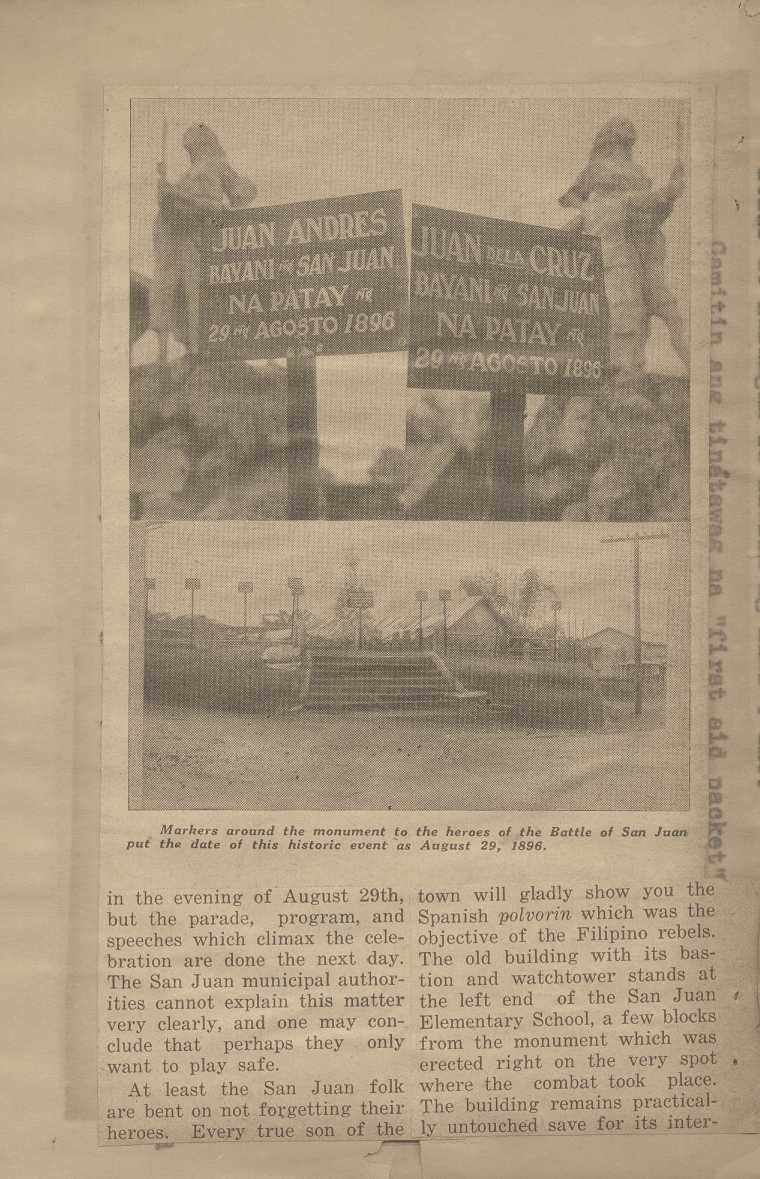 JUAN ANDRES
BAYANI NG SAN JUAN
NA PATAY NG
29 NG AGOSTO 1896
JUAN DELA CRUZ
BAYANI NG SAN JUAN
NA PATAY NG
29 NG AGOSTO 1896
Markers around the monument to the heroes of the Battle of San Juan
put the date of this historic event as August 29, 1896.
in the evening of August 29th,
but the parade, program, and
speeches which climax the cele-
bration are done the next day.
The San Juan municipal author-
ities cannot explain this matter
very clearly, and one may con-
clude that perhaps they only
want to play safe.
At least the San Juan folk
are bent on not forgetting their
heroes. Every true son of the
town will gladly show you the
Spanish polvorin which was the
objective of the Filipino rebels.
The old building with its bas-
tion and watchtower stands at
the left end of the San Juan
Elementary School, a few blocks
from the monument which was
erected right on the very spot
where the combat took place.
The building remains practical-
ly untouched save for its inter-
Gamitin ang tinatawag na "first aid packet"